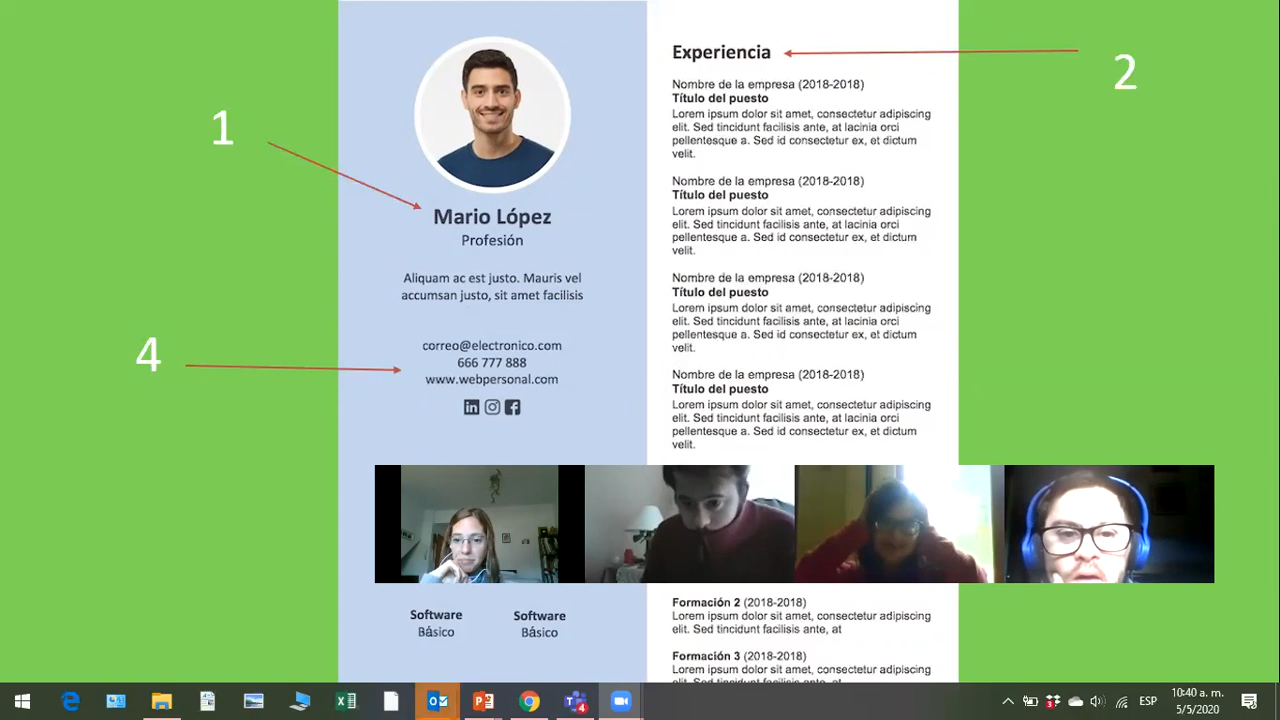 1
Mario López
Profesión
Aliquam ac est justo. Mauris vel
accumsan justo, sit amet facilisis
4
correo@electronico.com
666 777 888
www.webpersonal.com
Software
Básico
Software
Básico
2
Experiencia
Nombre de la empresa (2018-2018)
Título del puesto
Lorem ipsum dolor sit amet, consectetur adipiscing
elit. Sed tincidunt facilisis ante, at lacinia orci
pellentesque a. Sed id consectetur ex, et dictum
velit.
Nombre de la empresa (2018-2018)
Título del puesto
Lorem ipsum dolor sit amet, consectetur adipiscing
elit. Sed tincidunt facilisis ante, at lacinia orci
pellentesque a. Sed id consectetur ex, et dictum
velit.
Nombre de la empresa (2018-2018)
Título del puesto
Lorem ipsum dolor sit amet, consectetur adipiscing
elit. Sed tincidunt facilisis ante, at lacinia orci
pellentesque a. Sed id consectetur ex, et dictum
velit.
Nombre de la empresa (2018-2018)
Título del puesto
Lorem ipsum dolor sit amet, consectetur adipiscing
elit. Sed tincidunt facilisis ante, at lacinia orci
pellentesque a. Sed id consectetur ex, et dictum
velit.
Formación 2 (2018-2018)
Lorem ipsum dolor sit amet, consectetur adipiscing
elit. Sed tincidunt facilisis ante, at
Formación 3 (2018-2018)
Lorem ipsum dolor sit amet, consectetur adipiscing
elit. Sed tincidunt facilisis ante, at
ESP
10:40 a. m.
5/5/2020